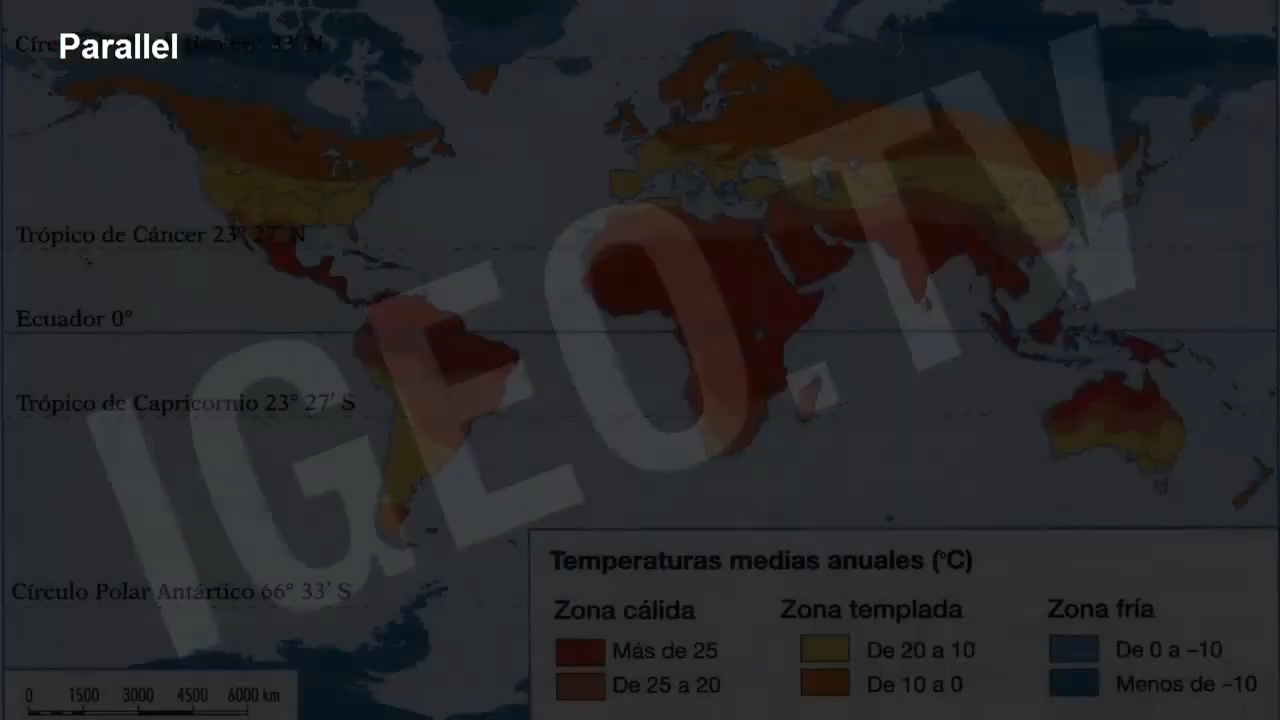 Parallel
66° 33' N
Trópico de Cáncer 23° 27' N
Ecuador 0°
Trópico de Capricornio 23° 27' S
Círculo Polar Antártico 66° 33' S
IGEO.TV
Temperaturas medias anuales (°C)
Zona cálida Zona templada Zona fría
Más de 25 De 20 a 10 De 0 a –10
De 25 a 20 De 10 a 0 Menos de –10
0 1500 3000 4500 6000 km